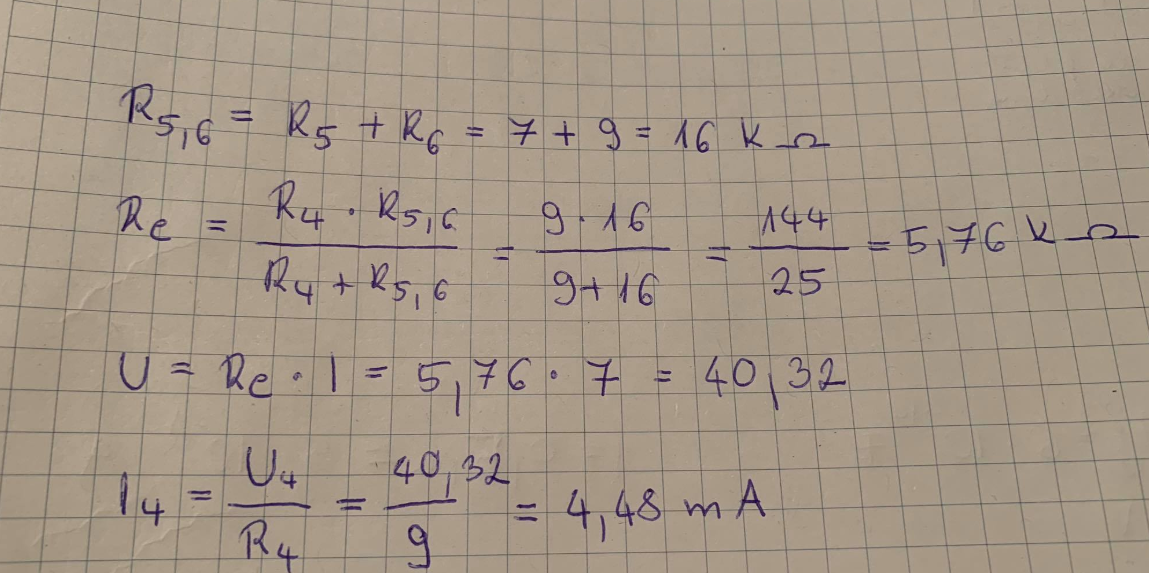 R5,6 = R5 + R6 = 7 + 9 = 16 kΩ
Re = (R4 · R5,6) / (R4 + R5,6) = (9 · 16) / (9 + 16) = 144 / 25 = 5,76 kΩ
U = Re · I = 5,76 · 7 = 40,32
I4 = U4 / R4 = 40,32 / 9 = 4,48 mA